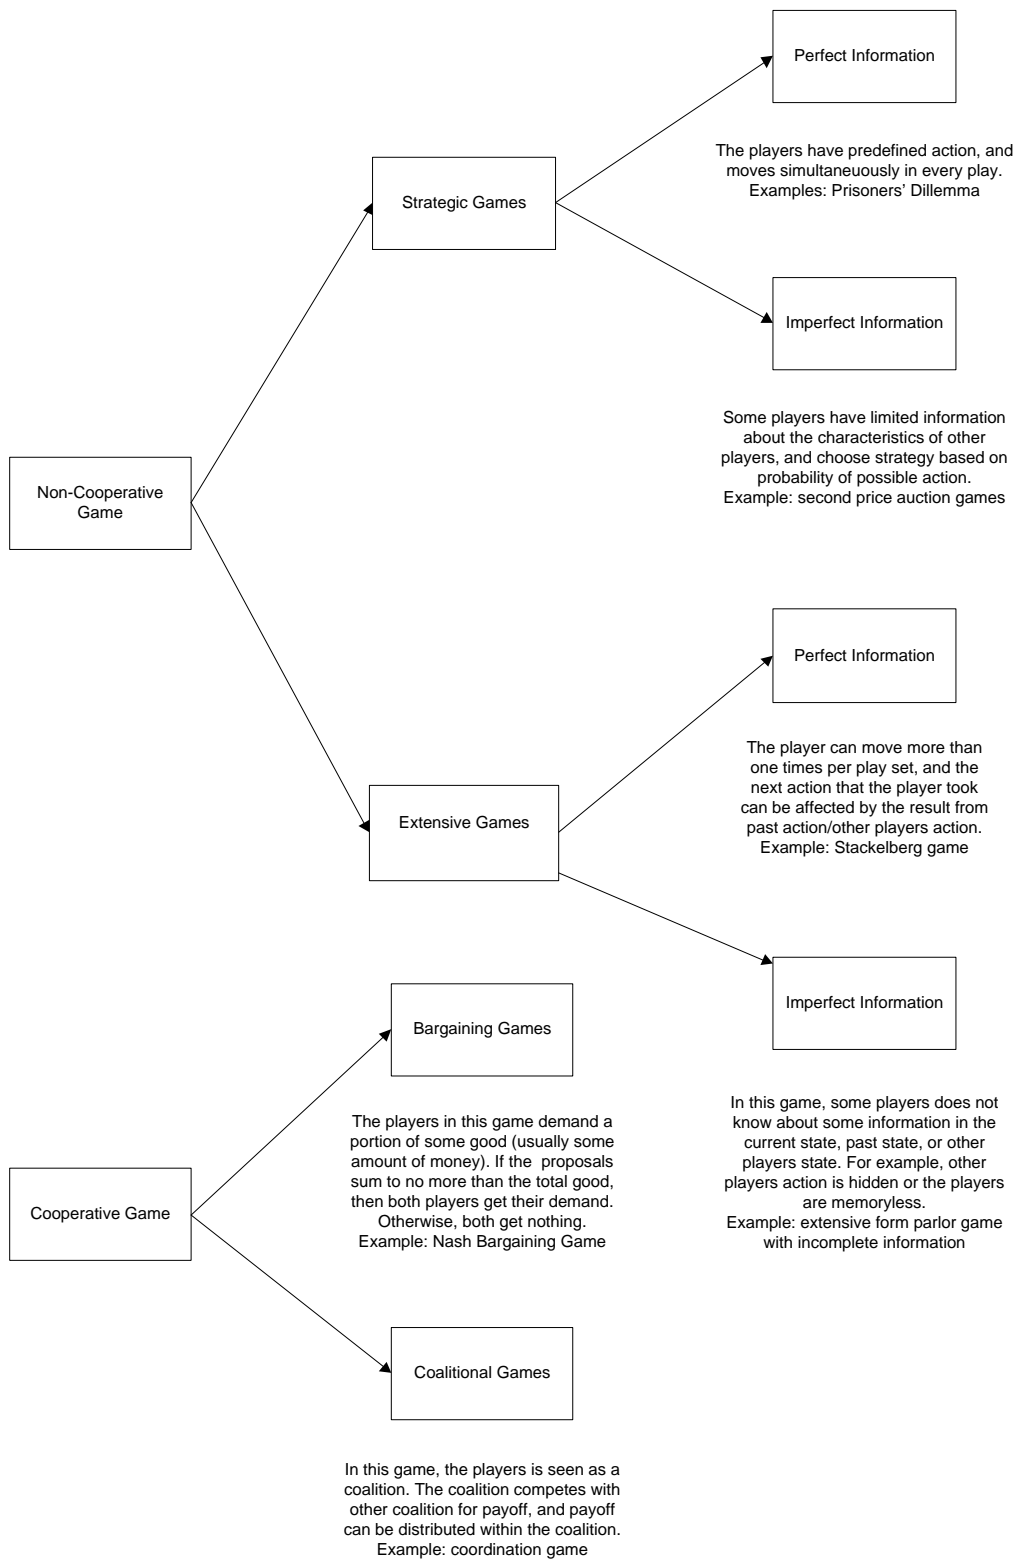 Perfect Information
The players have predefined action, and
moves simultaneuously in every play.
Examples: Prisoners’ Dillemma
Strategic Games
Imperfect Information
Some players have limited information
about the characteristics of other
players, and choose strategy based on
probability of possible action.
Example: second price auction games
Non-Cooperative
Game
Perfect Information
The player can move more than
one times per play set, and the
next action that the player took
can be affected by the result from
past action/other players action.
Example: Stackelberg game
Extensive Games
Imperfect Information
In this game, some players does not
know about some information in the
current state, past state, or other
players state. For example, other
players action is hidden or the players
are memoryless.
Example: extensive form parlor game
with incomplete information
Bargaining Games
The players in this game demand a
portion of some good (usually some
amount of money). If the proposals
sum to no more than the total good,
then both players get their demand.
Otherwise, both get nothing.
Example: Nash Bargaining Game
Cooperative Game
Coalitional Games
In this game, the players is seen as a
coalition. The coalition competes with
other coalition for payoff, and payoff
can be distributed within the coalition.
Example: coordination game